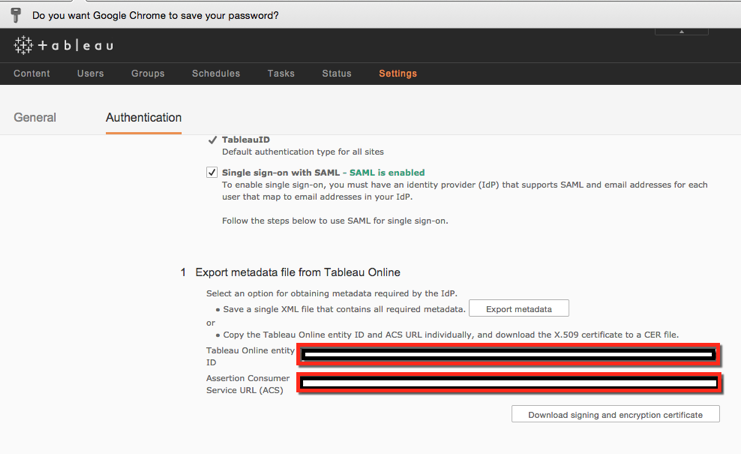 Do you want Google Chrome to save your password?
+ a b l e a u
Content Users Groups Schedules Tasks Status Settings
General Authentication
TableauID
Default authentication type for all sites
Single sign-on with SAML - SAML is enabled
To enable single sign-on, you must have an identity provider (IdP) that supports SAML and email addresses for each
user that map to email addresses in your IdP.
Follow the steps below to use SAML for single sign-on.
1 Export metadata file from Tableau Online
Select an option for obtaining metadata required by the IdP.
• Save a single XML file that contains all required metadata. Export metadata
or
• Copy the Tableau Online entity ID and ACS URL individually, and download the X.509 certificate to a CER file.
Tableau Online entity
ID
Assertion Consumer
Service URL (ACS)
Download signing and encryption certificate